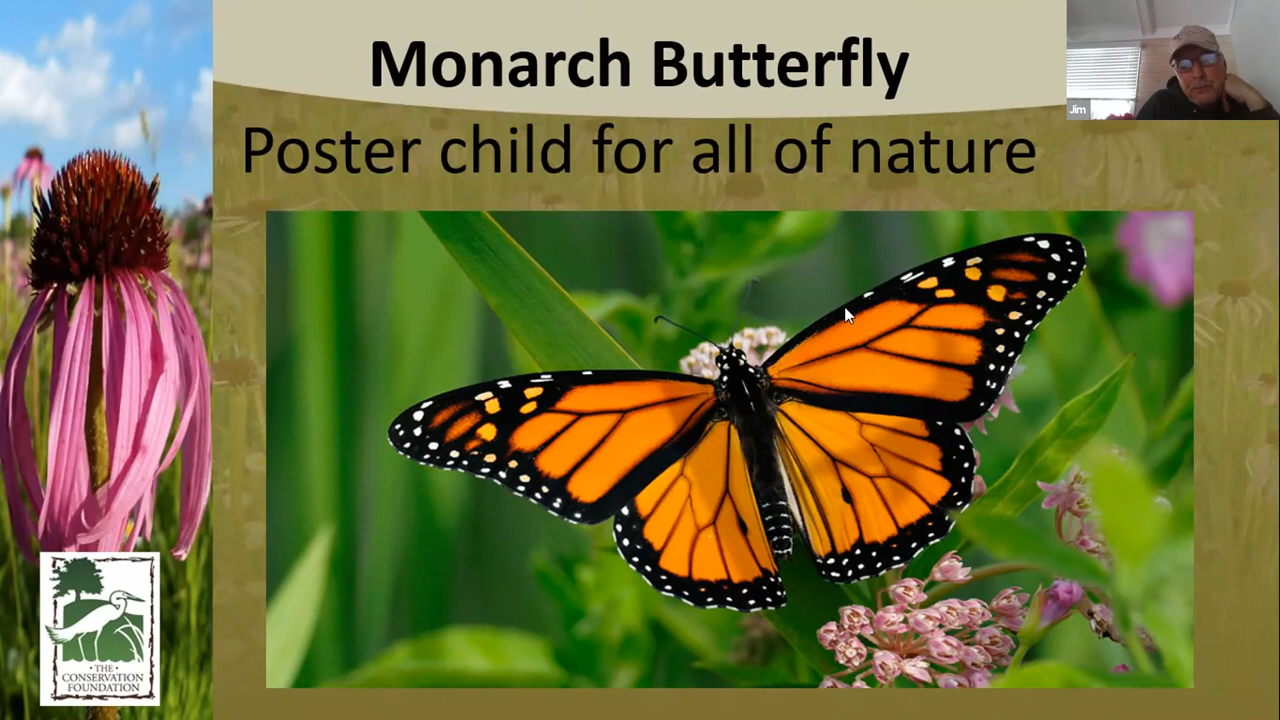 Monarch Butterfly
Poster child for all of nature
Jim
· THE ·
CONSERVATION
FOUNDATION